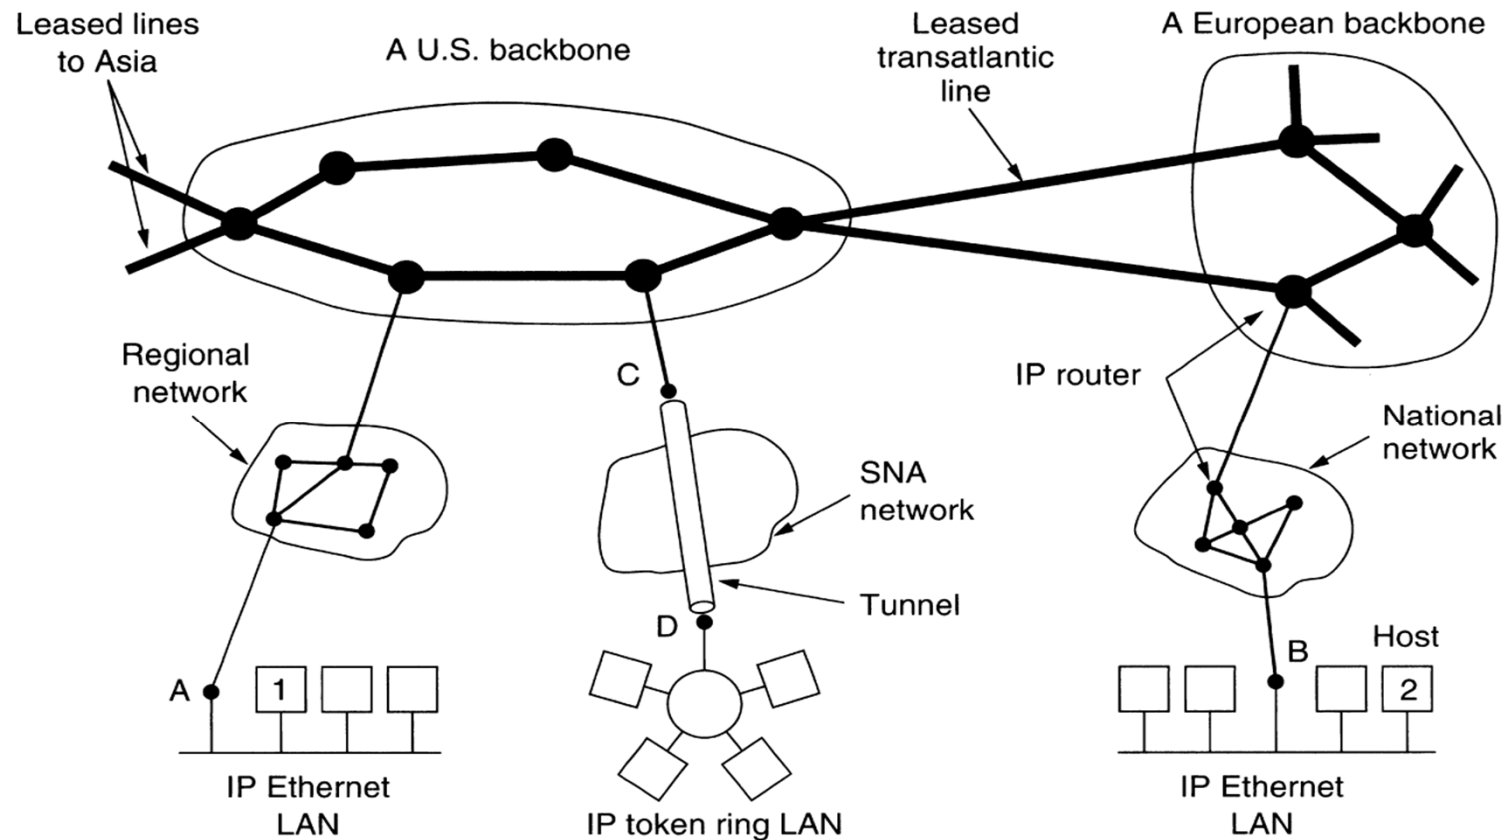 Leased lines
to Asia
A U.S. backbone
Leased
transatlantic
line
A European backbone
Regional
network
C
IP router
National
network
SNA
network
Tunnel
D
A
1
B
Host
2
IP Ethernet
LAN
IP token ring LAN
IP Ethernet
LAN